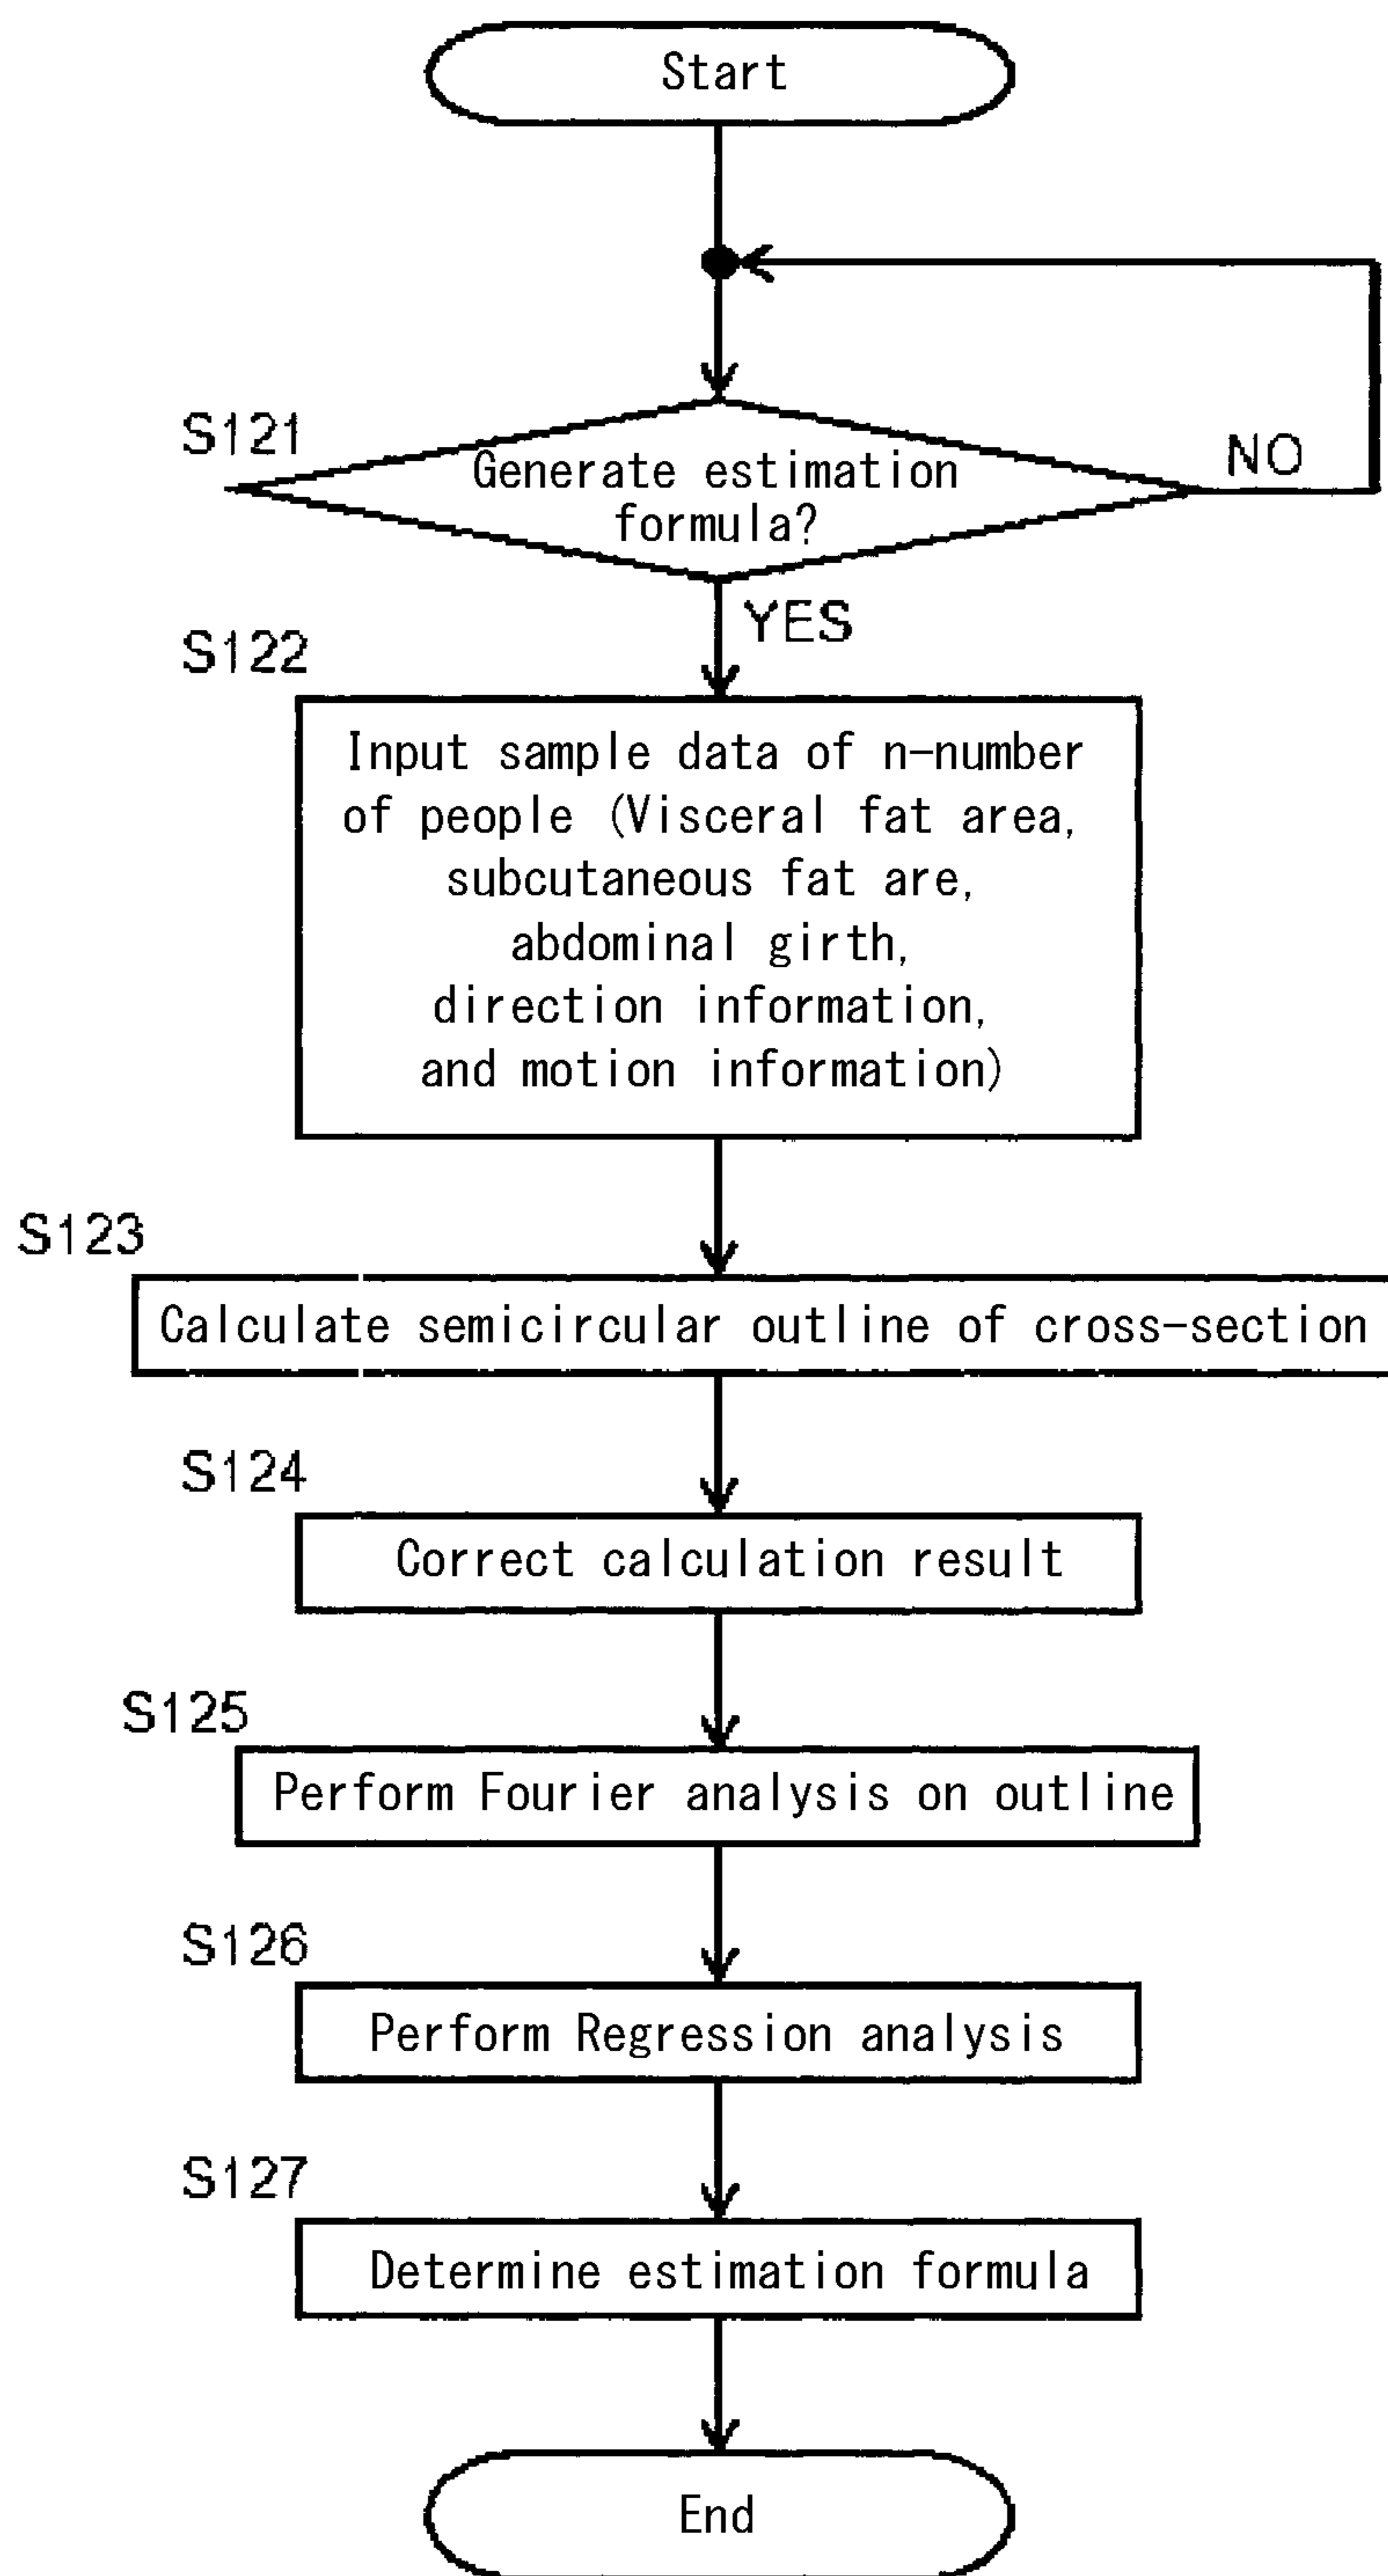 Start
S121
Generate estimation
formula?
NO
YES
S122
Input sample data of n-number
of people (Visceral fat area,
subcutaneous fat are,
abdominal girth,
direction information,
and motion information)
S123
Calculate semicircular outline of cross-section
S124
Correct calculation result
S125
Perform Fourier analysis on outline
S126
Perform Regression analysis
S127
Determine estimation formula
End